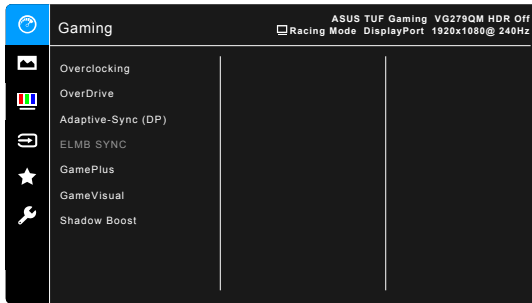 Gaming
ASUS TUF Gaming VG279QM HDR Off
Racing Mode DisplayPort 1920x1080@ 240Hz
Overclocking
OverDrive
Adaptive-Sync (DP)
ELMB SYNC
GamePlus
GameVisual
Shadow Boost